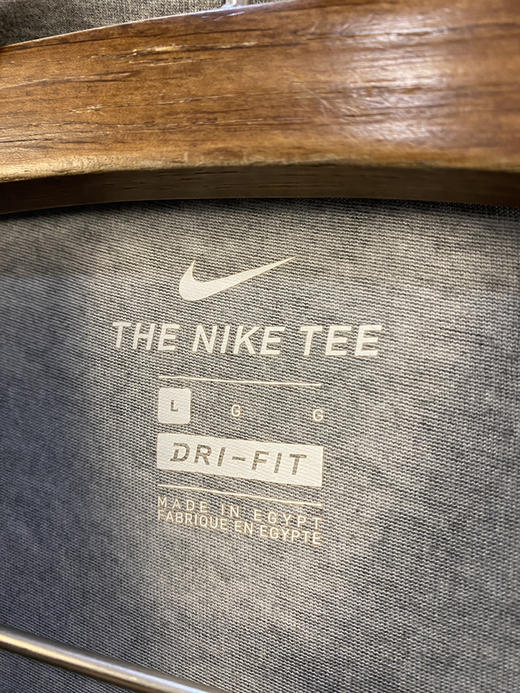 THE NIKE TEE
L G G
DRI-FIT
MADE IN EGYPT
FABRIQUE EN EGYPTE